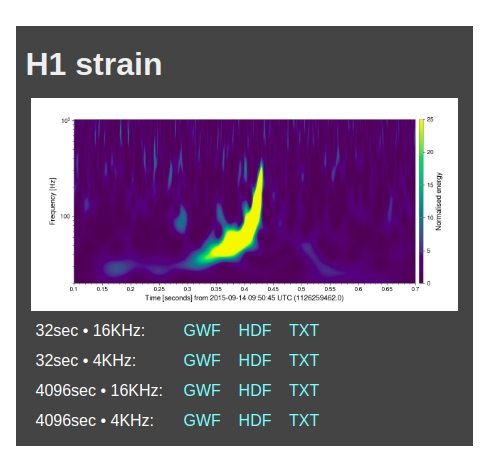 H1 strain
10³
25
20
Frequency [Hz]
15
Normalised energy
100
10
5
0
0.1 0.15 0.2 0.25 0.3 0.35 0.4 0.45 0.5 0.55 0.6 0.65 0.7
Time [seconds] from 2015-09-14 09:50:45 UTC (1126259462.0)
32sec • 16KHz: GWF HDF TXT
32sec • 4KHz: GWF HDF TXT
4096sec • 16KHz: GWF HDF TXT
4096sec • 4KHz: GWF HDF TXT